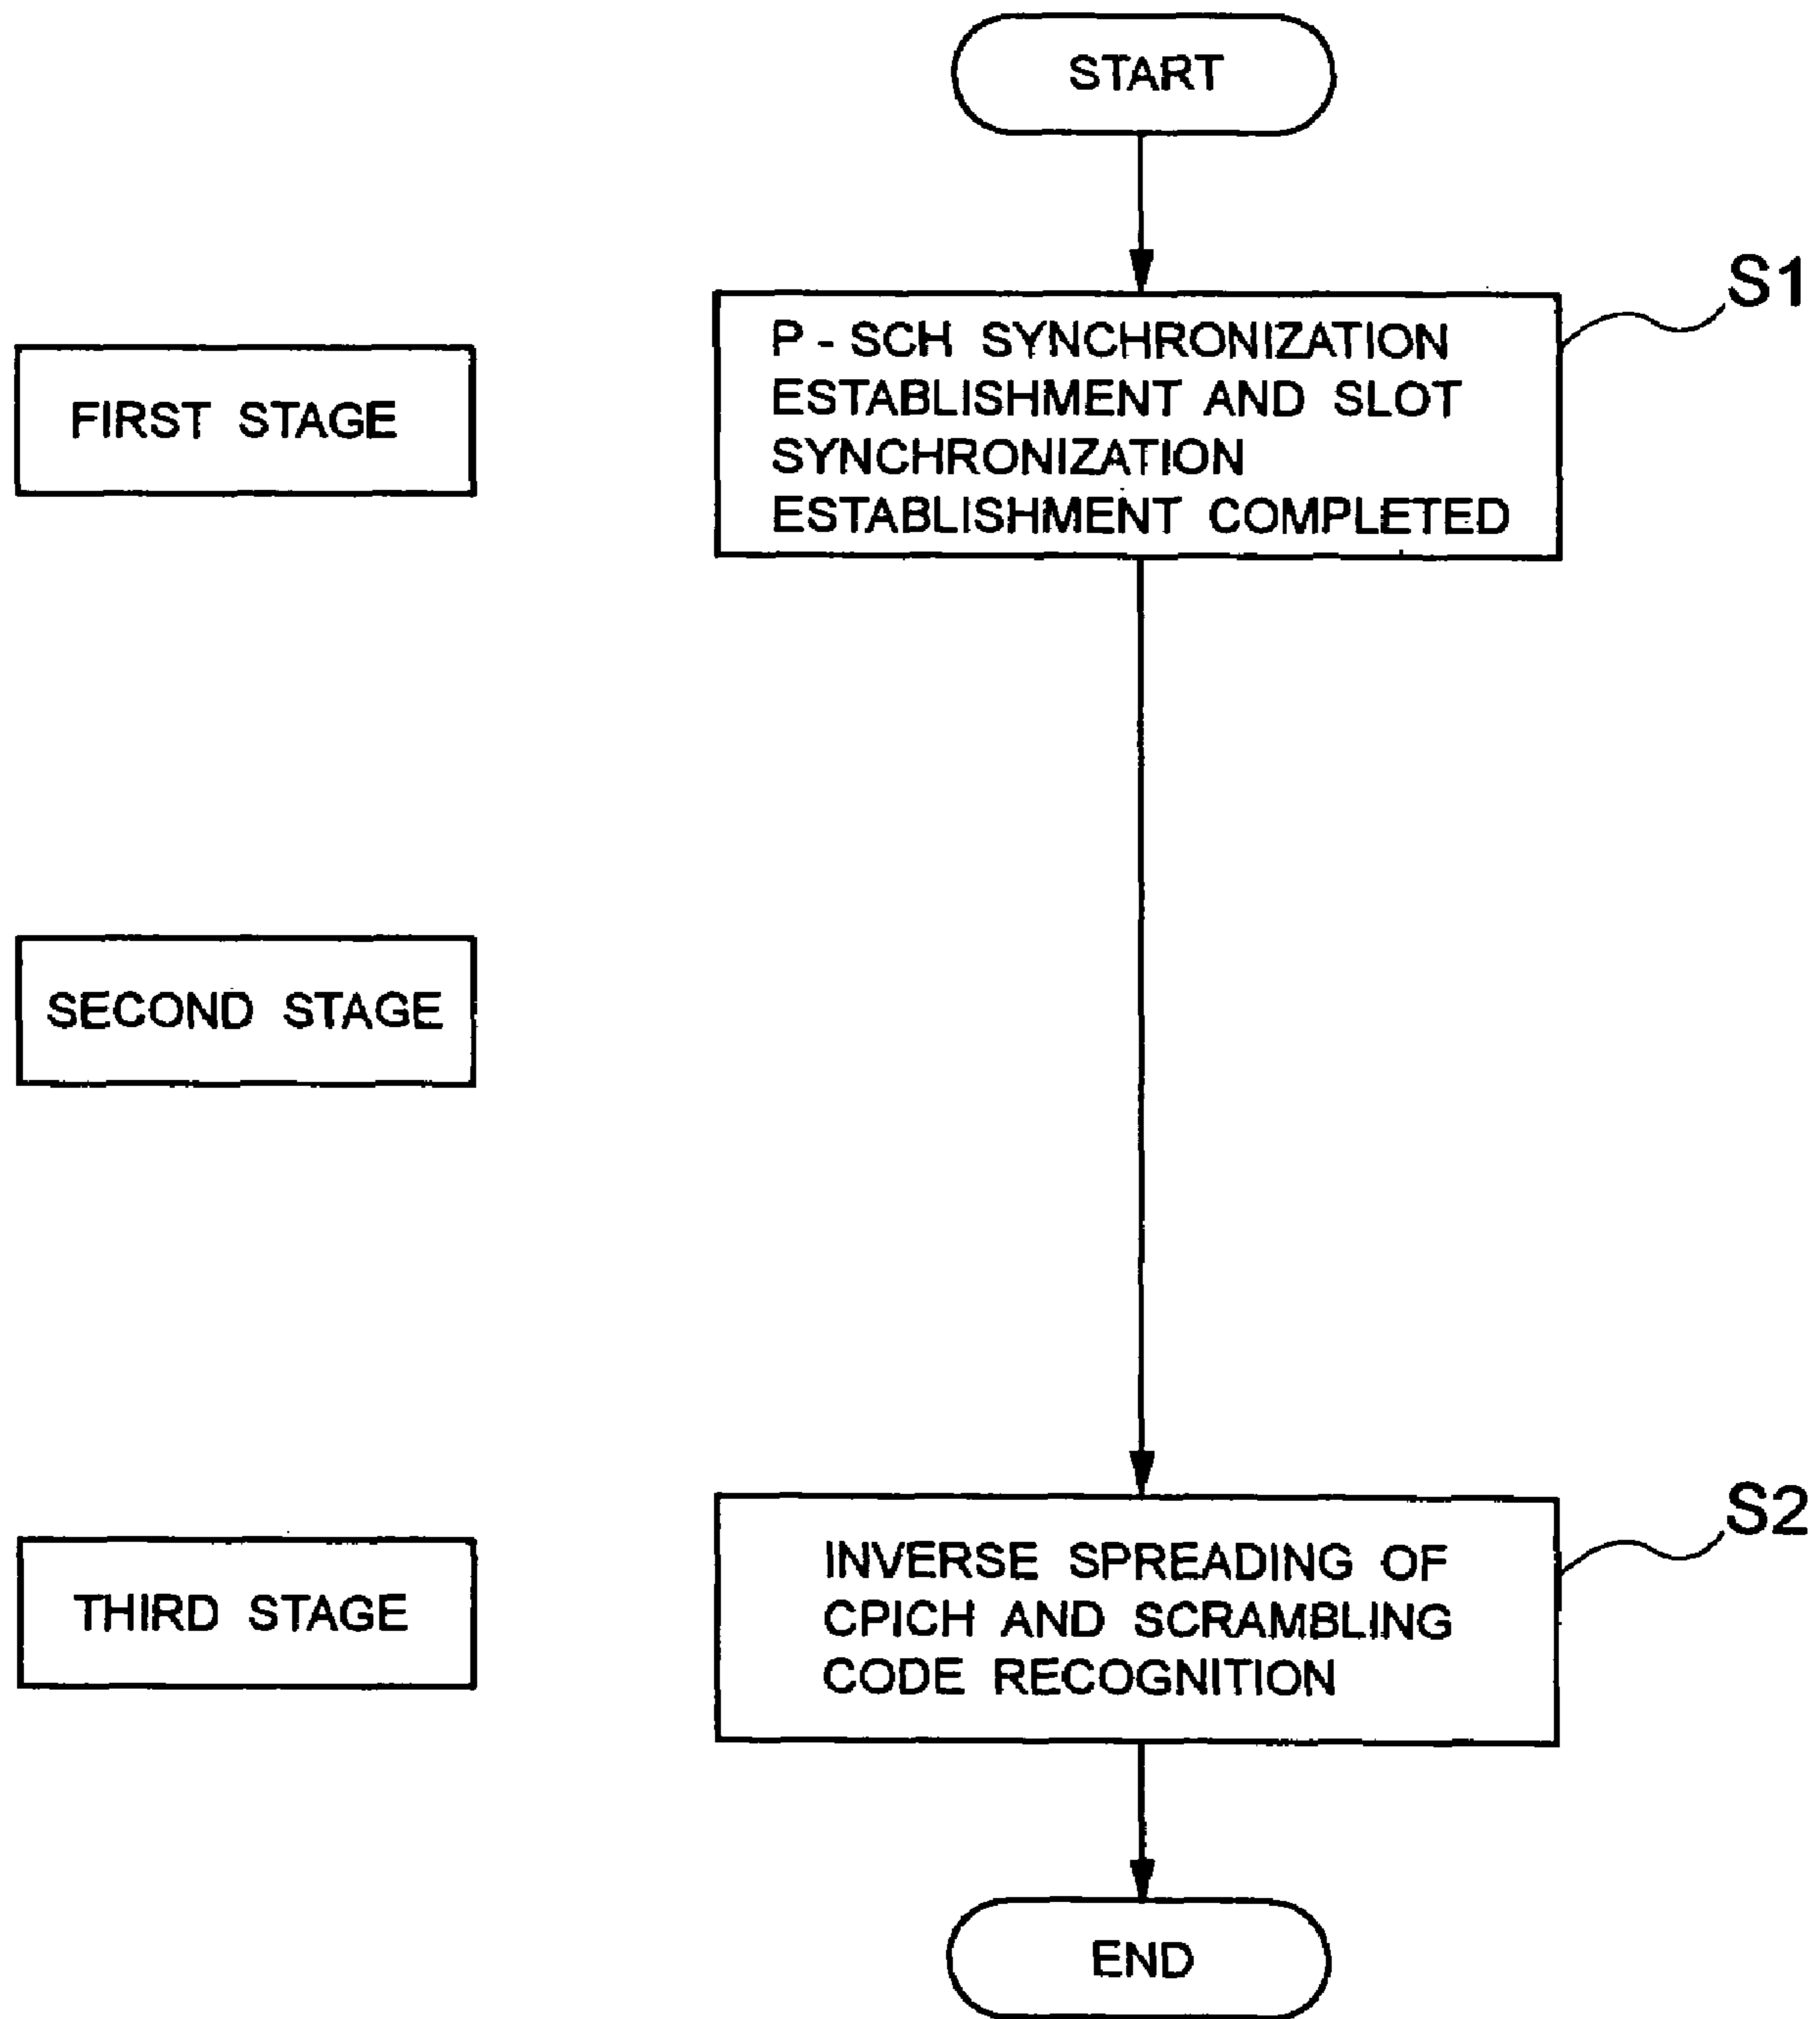 START
S1
P - SCH SYNCHRONIZATION
ESTABLISHMENT AND SLOT
SYNCHRONIZATION
ESTABLISHMENT COMPLETED
FIRST STAGE
SECOND STAGE
S2
INVERSE SPREADING OF
CPICH AND SCRAMBLING
CODE RECOGNITION
THIRD STAGE
END